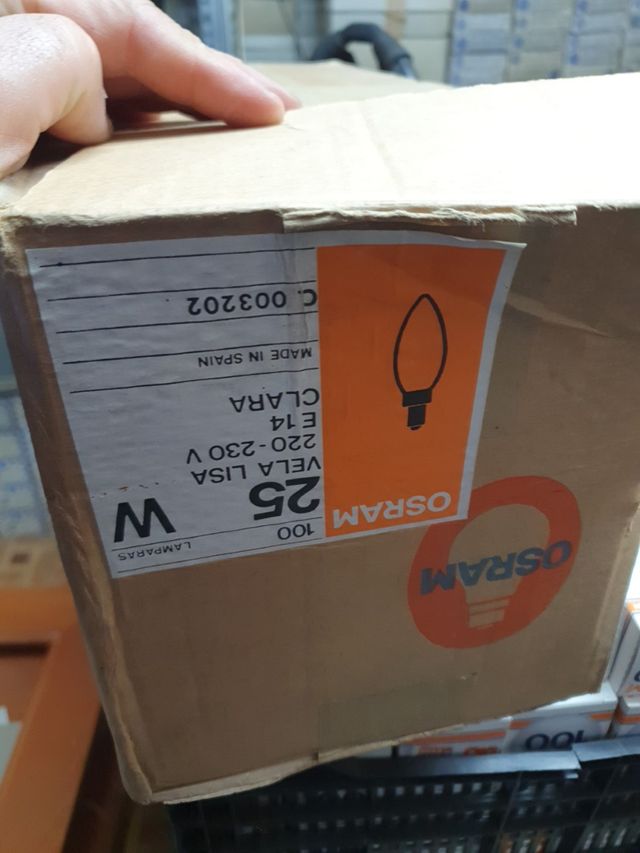 OSRAM
100 LAMPARAS
25 W
VELA LISA
220-230 V
E 14
CLARA
MADE IN SPAIN
C. 003202
OSRAM
100